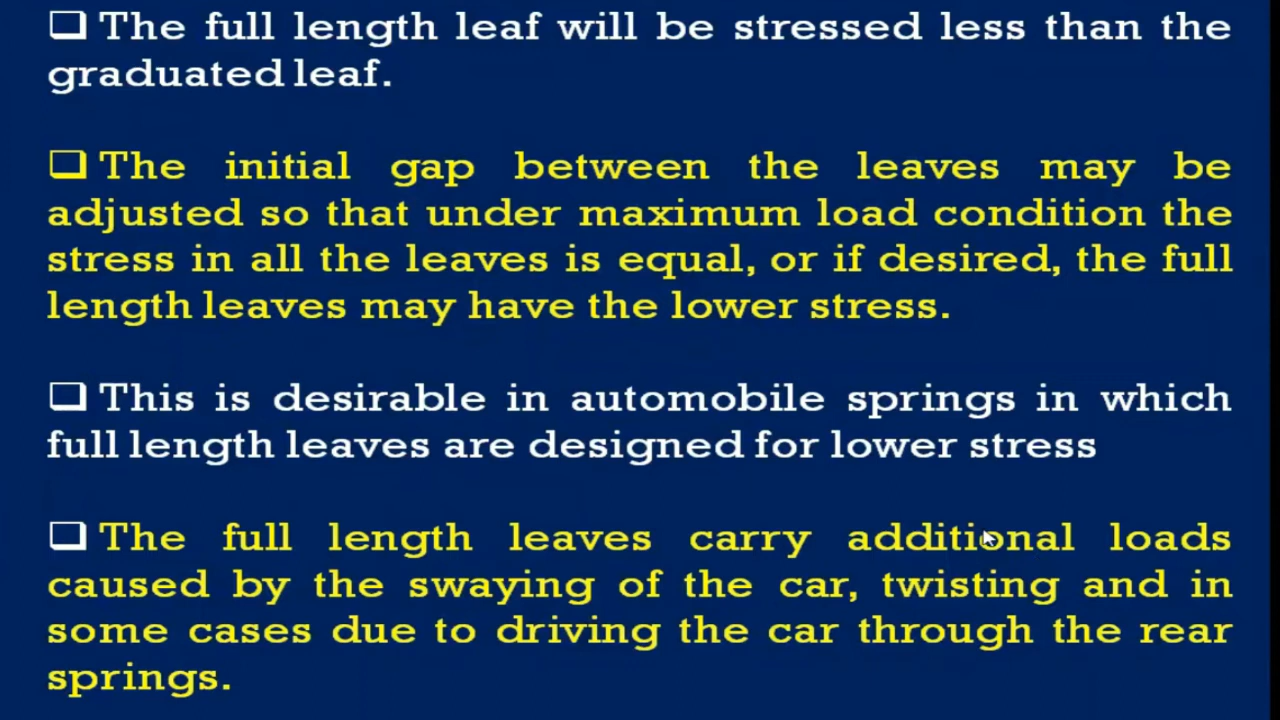 ❑ The full length leaf will be stressed less than the
graduated leaf.
❑ The initial gap between the leaves may be
adjusted so that under maximum load condition the
stress in all the leaves is equal, or if desired, the full
length leaves may have the lower stress.
❑ This is desirable in automobile springs in which
full length leaves are designed for lower stress
❑ The full length leaves carry additional loads
caused by the swaying of the car, twisting and in
some cases due to driving the car through the rear
springs.